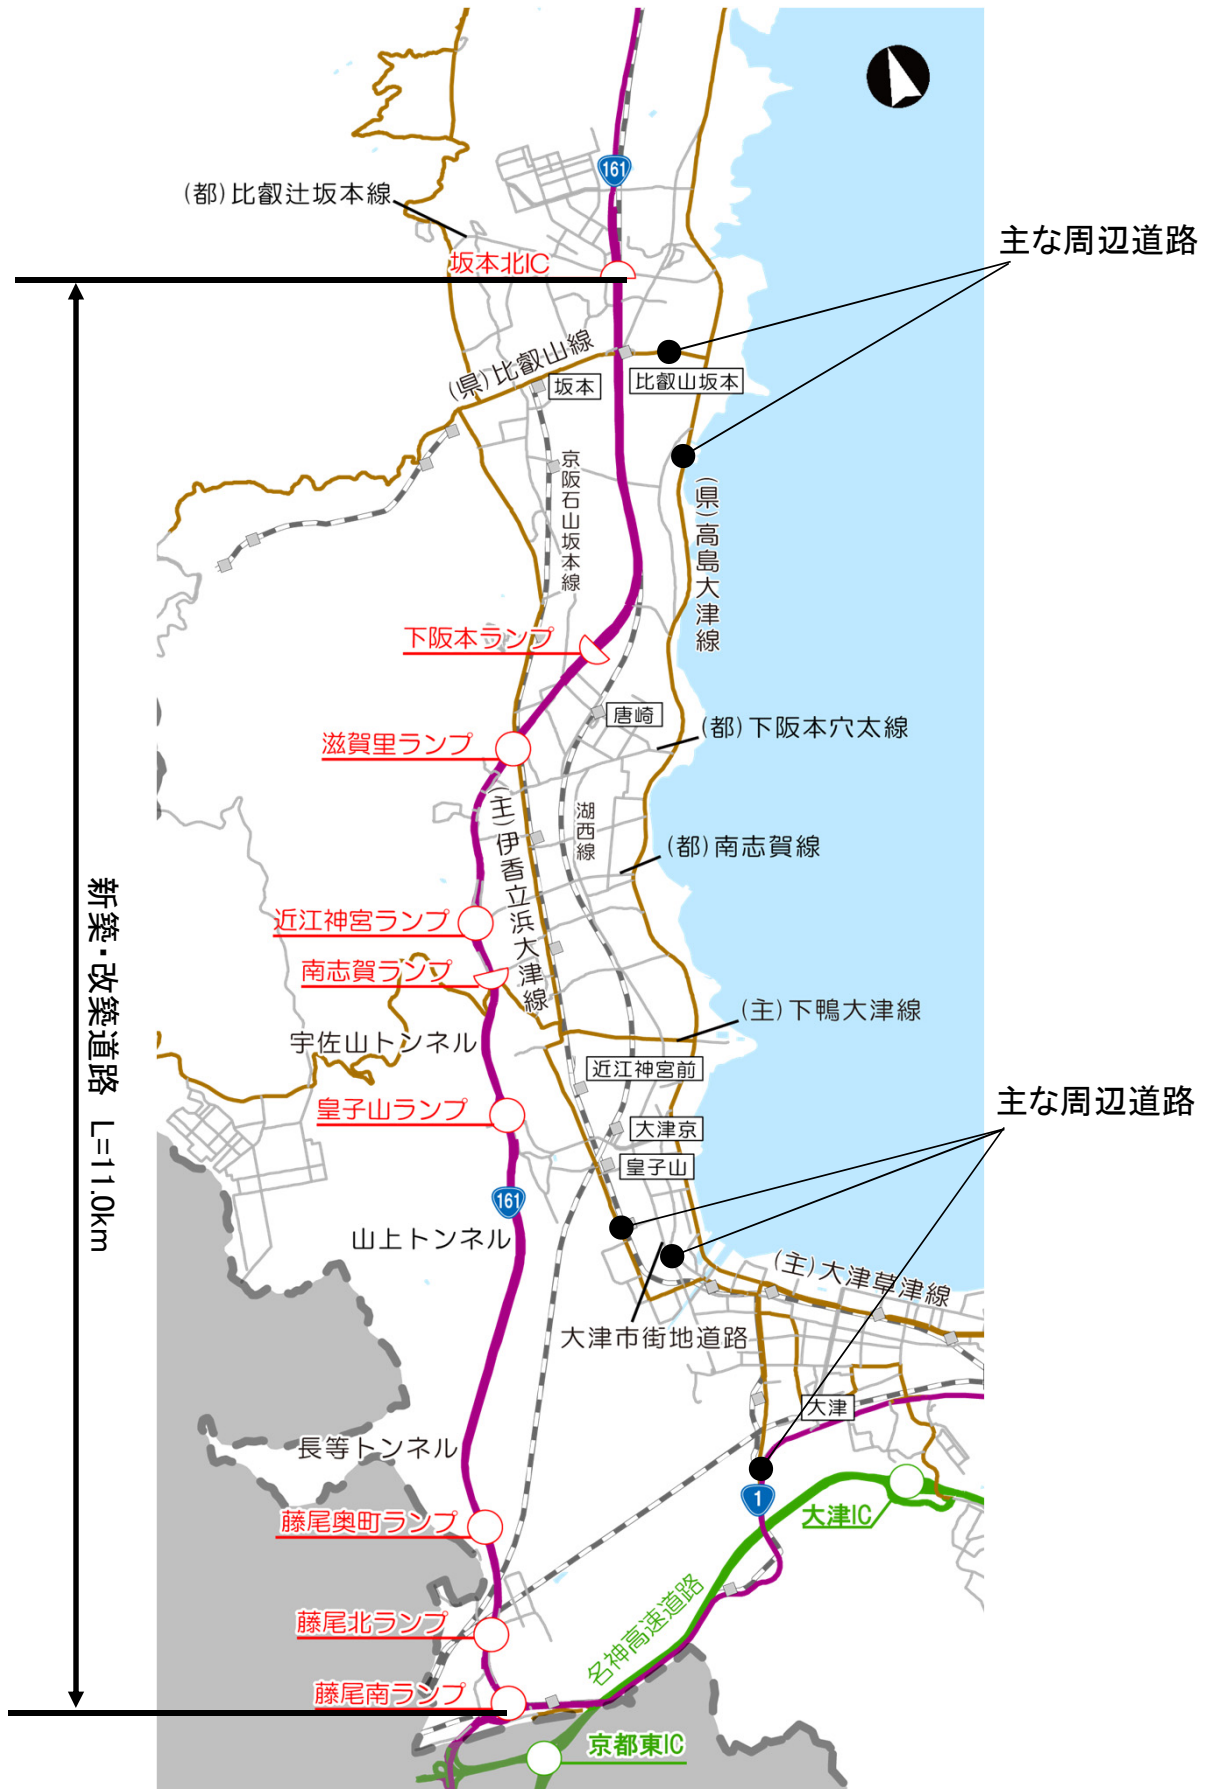 161
(都)比叡辻坂本線
主な周辺道路
坂本北IC
(県)比叡山線
坂本
比叡山坂本
京阪石山坂本線
(県)高島大津線
下阪本ランプ
唐崎
(都)下阪本穴太線
滋賀里ランプ
(主)伊香立浜大津線
湖西線
(都)南志賀線
新築・改築道路 L=11.0km
近江神宮ランプ
南志賀ランプ
(主)下鴨大津線
宇佐山トンネル
近江神宮前
主な周辺道路
皇子山ランプ
大津京
皇子山
161
山上トンネル
(主)大津草津線
大津市街地道路
大津
長等トンネル
1
大津IC
藤尾奥町ランプ
名神高速道路
藤尾北ランプ
藤尾南ランプ
京都東IC